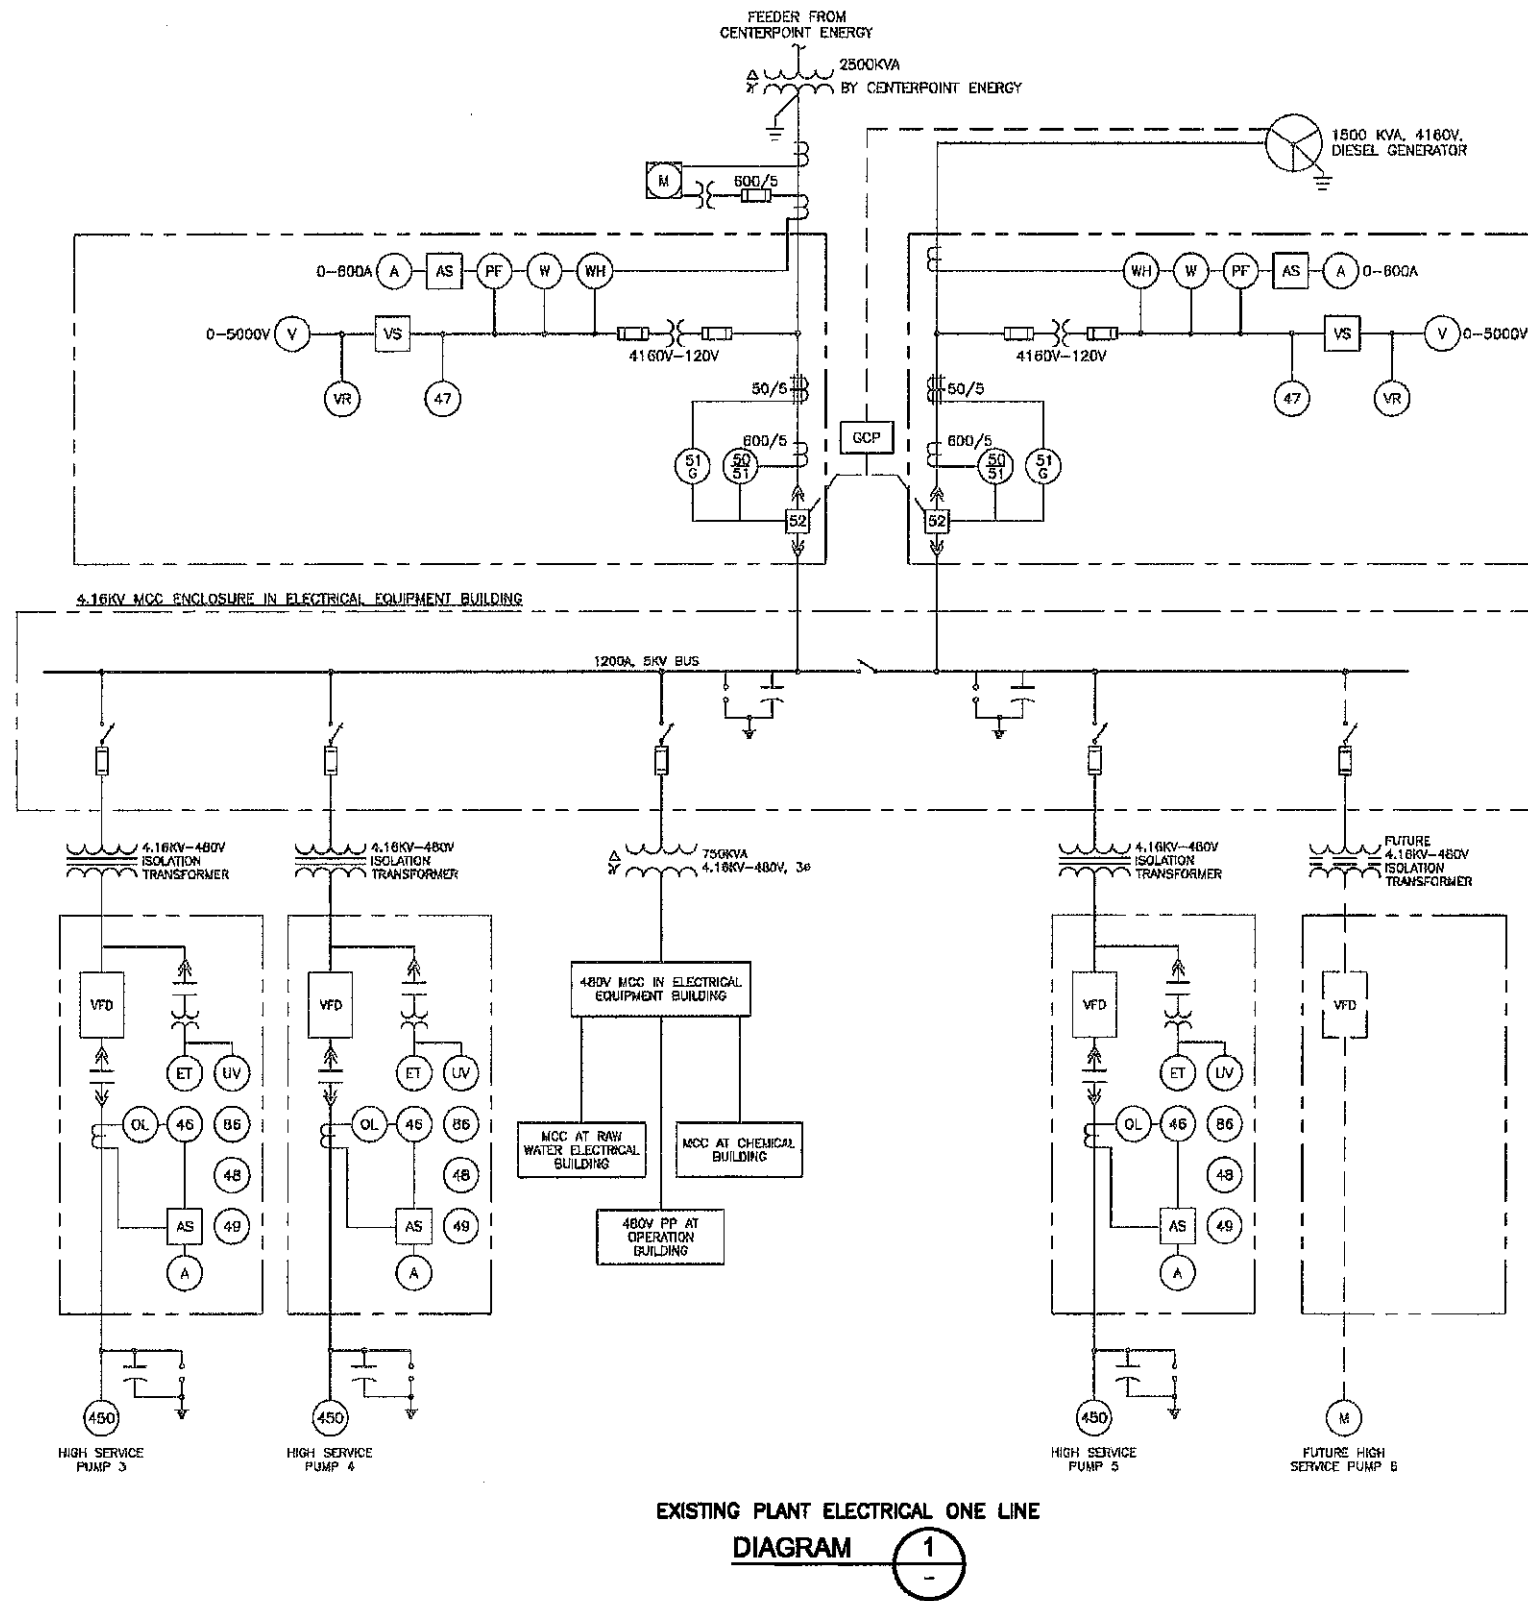 FEEDER FROM
CENTERPOINT ENERGY
2500KVA
BY CENTERPOINT ENERGY
1500 KVA, 4160V,
DIESEL GENERATOR
M
600/5
0-600A
A
AS
PF
W
WH
WH
W
PF
AS
A
0-600A
0-5000V
V
VS
4160V-120V
4160V-120V
VS
V
0-5000V
VR
47
50/5
50/5
47
VR
GCP
600/5
600/5
51
G
50
51
50
51
51
G
52
52
4.16KV MCC ENCLOSURE IN ELECTRICAL EQUIPMENT BUILDING
1200A, 5KV BUS
4.16KV-480V
ISOLATION
TRANSFORMER
4.16KV-480V
ISOLATION
TRANSFORMER
750KVA
4.16KV-480V, 3ø
4.16KV-480V
ISOLATION
TRANSFORMER
FUTURE
4.16KV-480V
ISOLATION
TRANSFORMER
VFD
VFD
480V MCC IN ELECTRICAL
EQUIPMENT BUILDING
VFD
VFD
ET
UV
ET
UV
ET
UV
OL
46
86
OL
46
86
OL
46
86
MCC AT RAW
WATER ELECTRICAL
BUILDING
MCC AT CHEMICAL
BUILDING
48
48
48
AS
49
AS
49
480V PP AT
OPERATION
BUILDING
AS
49
A
A
A
450
450
450
M
HIGH SERVICE
PUMP 3
HIGH SERVICE
PUMP 4
HIGH SERVICE
PUMP 5
FUTURE HIGH
SERVICE PUMP 6
EXISTING PLANT ELECTRICAL ONE LINE
DIAGRAM
1
-